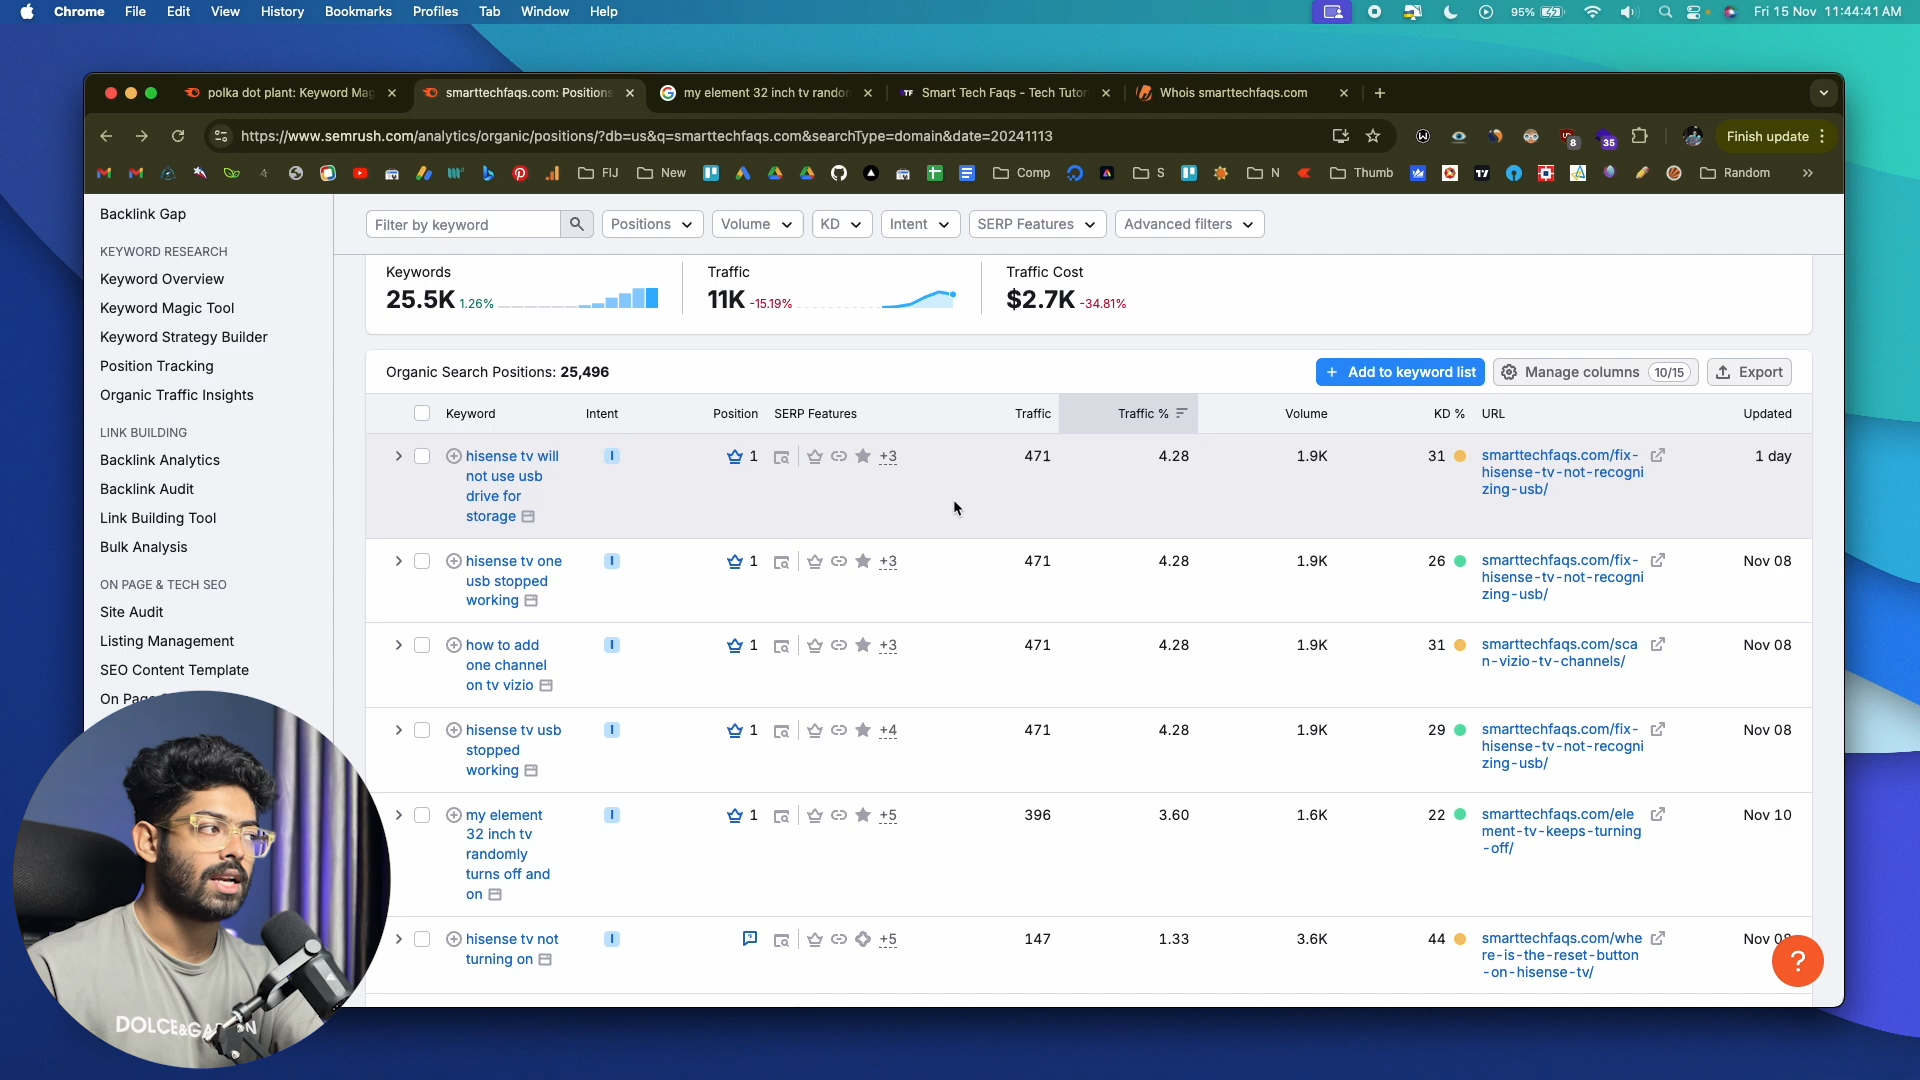 Chrome File Edit View History Bookmarks Profiles Tab Window Help
95% Fri 15 Nov 11:44:41 AM
polka dot plant: Keyword Mag
smarttechfaqs.com: Positions
my element 32 inch tv random
Smart Tech Faqs - Tech Tutor
Whois smarttechfaqs.com
https://www.semrush.com/analytics/organic/positions/?db=us&q=smarttechfaqs.com&searchType=domain&date=20241113
8 35 Finish update
FIJ New Comp S N Thumb Random
Backlink Gap
KEYWORD RESEARCH
Keyword Overview
Keyword Magic Tool
Keyword Strategy Builder
Position Tracking
Organic Traffic Insights
LINK BUILDING
Backlink Analytics
Backlink Audit
Link Building Tool
Bulk Analysis
ON PAGE & TECH SEO
Site Audit
Listing Management
SEO Content Template
Filter by keyword Positions Volume KD Intent SERP Features Advanced filters
Keywords Traffic Traffic Cost
25.5K 1.26% 11K -15.19% $2.7K -34.81%
Organic Search Positions: 25,496
+ Add to keyword list Manage columns 10/15 Export
Keyword Intent Position SERP Features Traffic Traffic % Volume KD % URL Updated
hisense tv will I 1 +3 471 4.28 1.9K 31 smarttechfaqs.com/fix- 1 day
not use usb hisense-tv-not-recogni
drive for zing-usb/
storage
hisense tv one I 1 +3 471 4.28 1.9K 26 smarttechfaqs.com/fix- Nov 08
usb stopped hisense-tv-not-recogni
working zing-usb/
how to add I 1 +3 471 4.28 1.9K 31 smarttechfaqs.com/sca Nov 08
one channel n-vizio-tv-channels/
on tv vizio
hisense tv usb I 1 +4 471 4.28 1.9K 29 smarttechfaqs.com/fix- Nov 08
stopped hisense-tv-not-recogni
working zing-usb/
my element I 1 +5 396 3.60 1.6K 22 smarttechfaqs.com/ele Nov 10
32 inch tv ment-tv-keeps-turning
randomly -off/
turns off and
on
hisense tv not I +5 147 1.33 3.6K 44 smarttechfaqs.com/whe Nov
turning on re-is-the-reset-button
-on-hisense-tv/
?